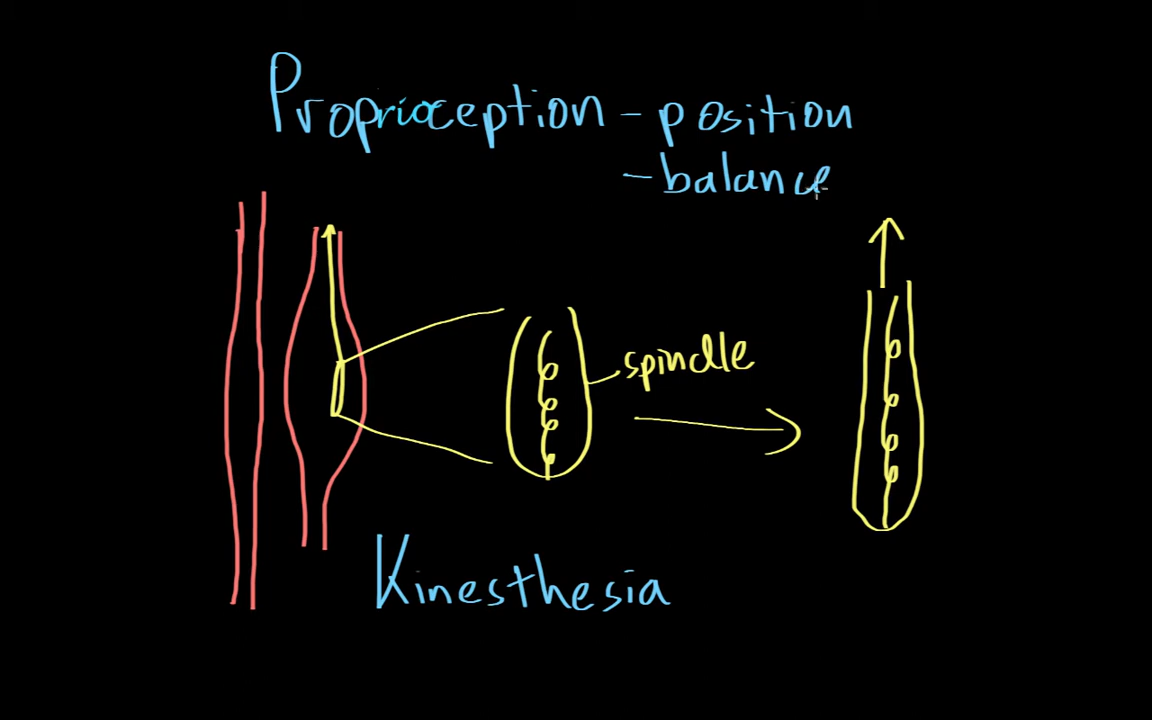 Proprioception - position
- balance
spindle
Kinesthesia